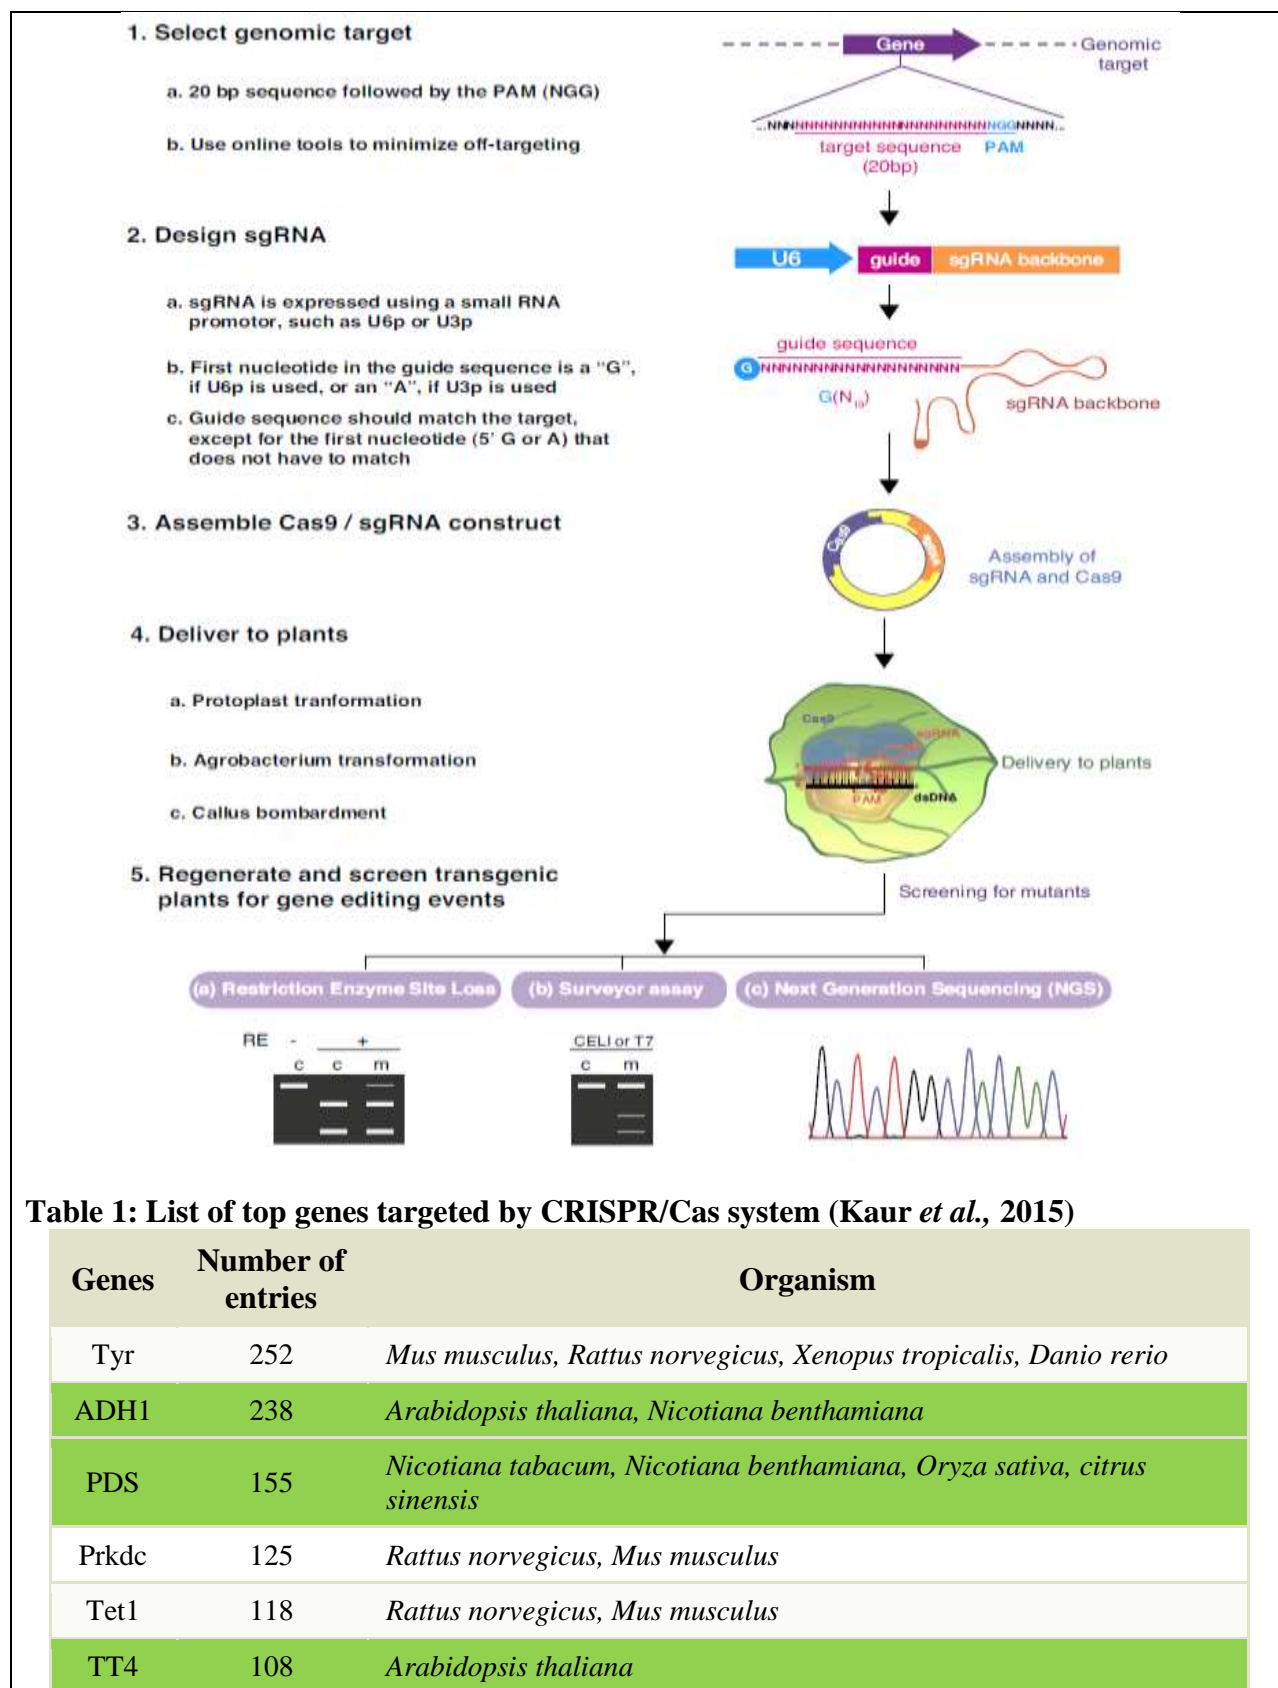 1. Select genomic target
a. 20 bp sequence followed by the PAM (NGG)
b. Use online tools to minimize off-targeting
Gene
Genomic
target
...NNNNNNNNNNNNNNNNNNNNNNNNGGNNNN...
target sequence
(20bp)
PAM
2. Design sgRNA
a. sgRNA is expressed using a small RNA
promotor, such as U6p or U3p
b. First nucleotide in the guide sequence is a "G",
if U6p is used, or an "A", if U3p is used
c. Guide sequence should match the target,
except for the first nucleotide (5' G or A) that
does not have to match
U6 guide sgRNA backbone
guide sequence
GNNNNNNNNNNNNNNNNNNN
G(N19)
sgRNA backbone
3. Assemble Cas9 / sgRNA construct
Cas9
Assembly of
sgRNA and Cas9
4. Deliver to plants
a. Protoplast tranformation
b. Agrobacterium transformation
c. Callus bombardment
Cas9
sgRNA
PAM
dsDNA
Delivery to plants
5. Regenerate and screen transgenic
plants for gene editing events
Screening for mutants
(a) Restriction Enzyme Site Loss
(b) Surveyor assay
(c) Next Generation Sequencing (NGS)
RE - +
c c m
CELI or T7
c m
Table 1: List of top genes targeted by CRISPR/Cas system (Kaur et al., 2015)
Genes Number of entries Organism
Tyr 252 Mus musculus, Rattus norvegicus, Xenopus tropicalis, Danio rerio
ADH1 238 Arabidopsis thaliana, Nicotiana benthamiana
PDS 155 Nicotiana tabacum, Nicotiana benthamiana, Oryza sativa, citrus
sinensis
Prkdc 125 Rattus norvegicus, Mus musculus
Tet1 118 Rattus norvegicus, Mus musculus
TT4 108 Arabidopsis thaliana